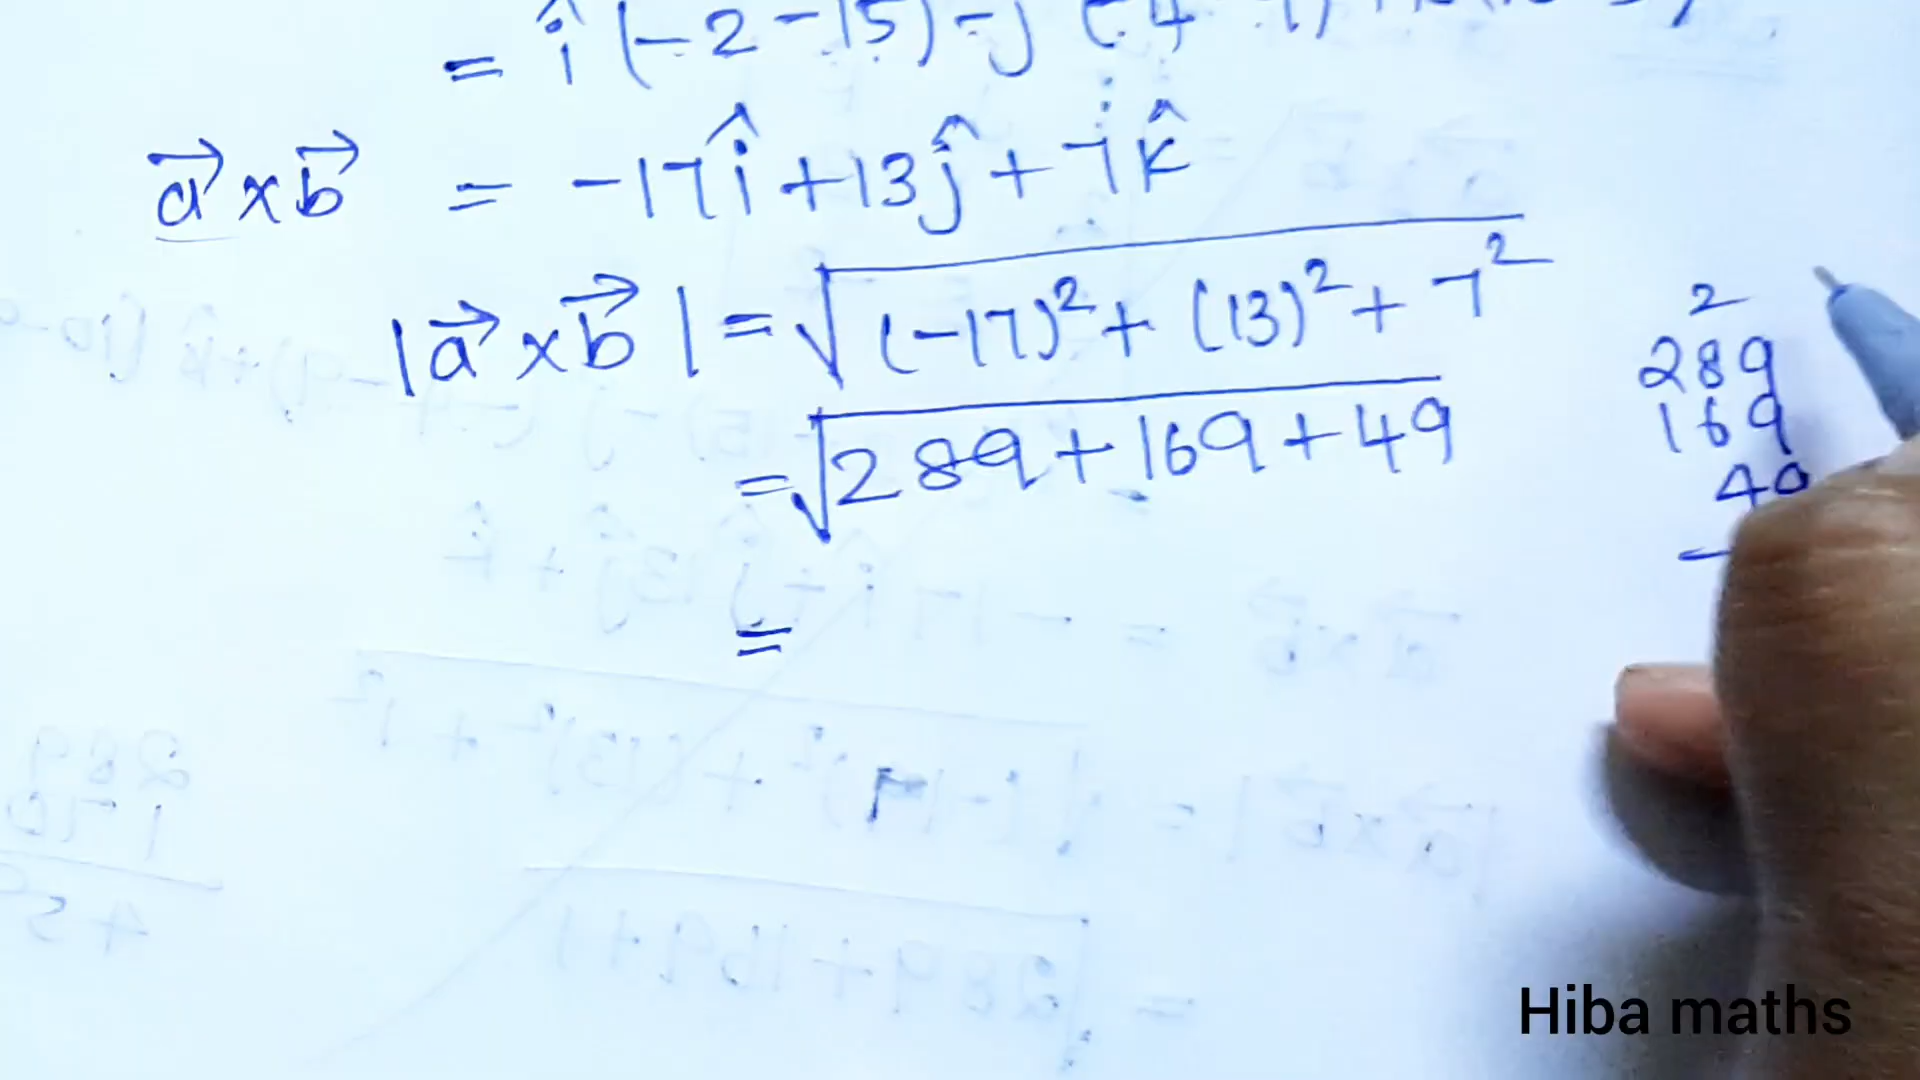 = î (-2-15) -j (-4
a⃗ × b⃗ = -17î + 13ĵ + 7k̂
|a⃗ × b⃗| = √((-17)² + (13)² + 7²)
= √(289 + 169 + 49)
=
2
289
169
49
Hiba maths